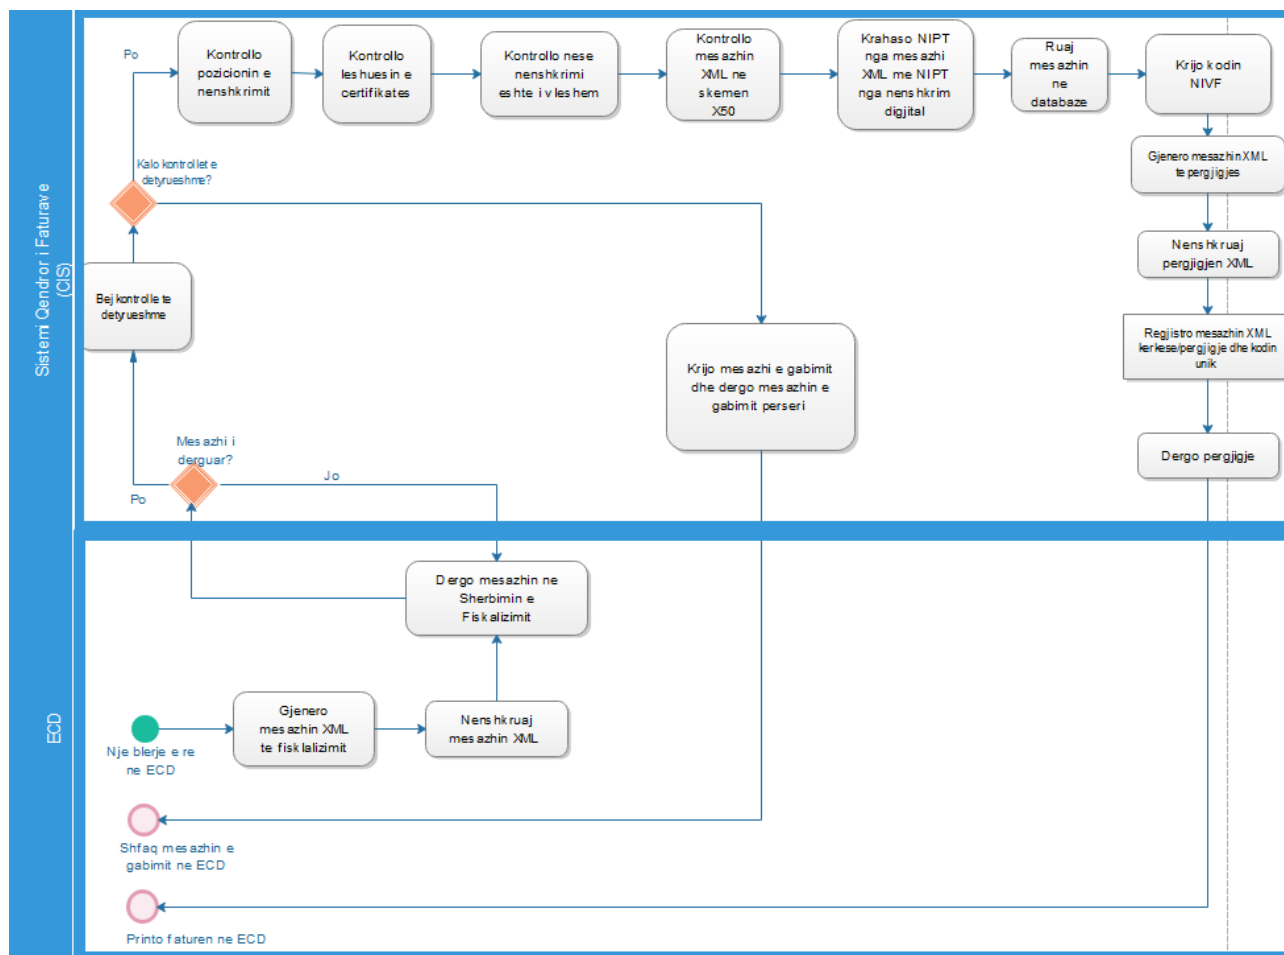 Sistemi Qendror i Faturave
(CIS)
Po
Kontrollo
pozicionin e
nenshkrimit
Kontrollo
leshuesin e
certifikates
Kontrollo nese
nenshkrimi
eshte i vleshem
Kontrollo
mesazhin
XML ne
skemen
X50
Krahaso NIPT
nga mesazhi
XML me NIPT
nga nenshkrim
digjital
Ruaj
mesazhin ne
databaze
Krijo kodin
NIVF
Kalo kontrollet e
detyrueshme?
Gjenero mesazhin XML
te pergjigjes
Nenshkruaj
pergjigjen XML
Bej kontrolle te
detyrueshme
Regjistro mesazhin XML
kerkese/pergjigje dhe kodin
unik
Krijo mesazhi e gabimit
dhe dergo mesazhin e
gabimit perseri
Mesazhi i
derguar?
Jo
Po
Dergo pergjigje
ECD
Dergo mesazhin ne
Sherbimin e
Fiskalizimit
Gjenero
mesazhin XML
te fisklalizimit
Nenshkruaj
mesazhin XML
Nje blerje e re
ne ECD
Shfaq mesazhin e
gabimit ne ECD
Printo faturen ne ECD